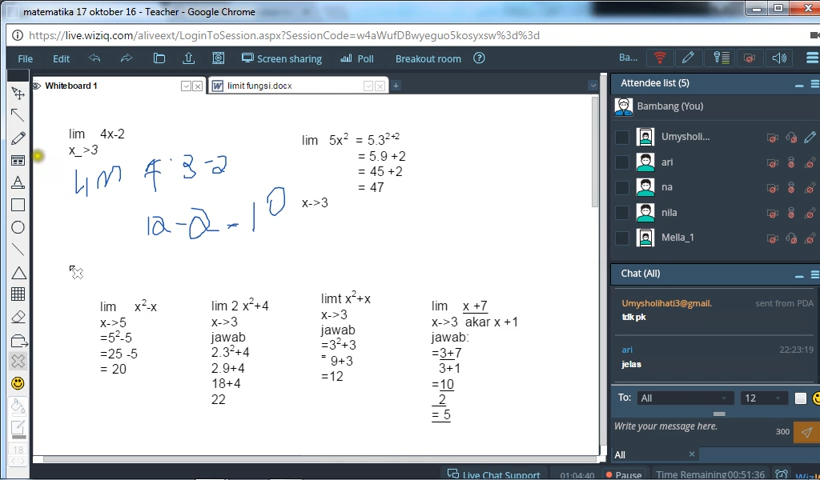 matematika 17 oktober 16 - Teacher - Google Chrome
https://live.wiziq.com/aliveext/LoginToSession.aspx?SessionCode=w4aWufDBwyeguo5kosyxsw%3d%3d
File Edit Screen sharing Poll Breakout room Ba...
Whiteboard 1 limit fungsi.docx
lim 4x-2
x_>3
lim 4·3-2
12-2-10
lim 5x² = 5.3²⁺²
= 5.9 +2
= 45 +2
= 47
x->3
lim x²-x
x->5
=5²-5
=25 -5
= 20
lim 2 x²+4
x->3
jawab
2.3²+4
2.9+4
18+4
22
limt x²+x
x->3
jawab
=3²+3
= 9+3
=12
lim x +7
x->3 akar x +1
jawab:
=3+7
3+1
=10
2
= 5
18
Attendee list (5)
Bambang (You)
Umysholi...
ari
na
nila
Mella_1
Chat (All)
Umysholihati3@gmail. sent from PDA
tdk pk
ari 22:23:19
jelas
To: All 12
Write your message here... 300
All
Live Chat Support 01:04:40 Pause Time Remaining 00:51:36